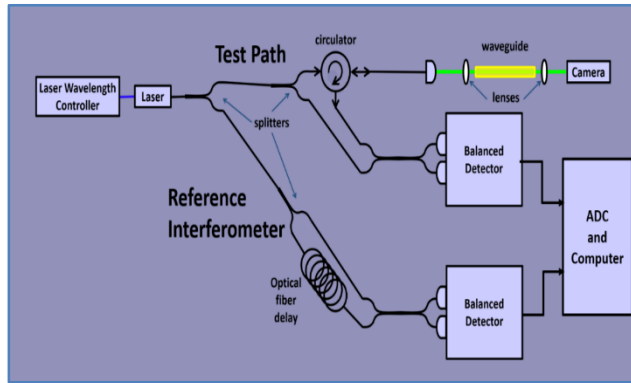 Test Path
circulator
waveguide
Laser Wavelength
Controller
Laser
Camera
lenses
splitters
Balanced
Detector
Reference
Interferometer
ADC
and
Computer
Optical
fiber
delay
Balanced
Detector